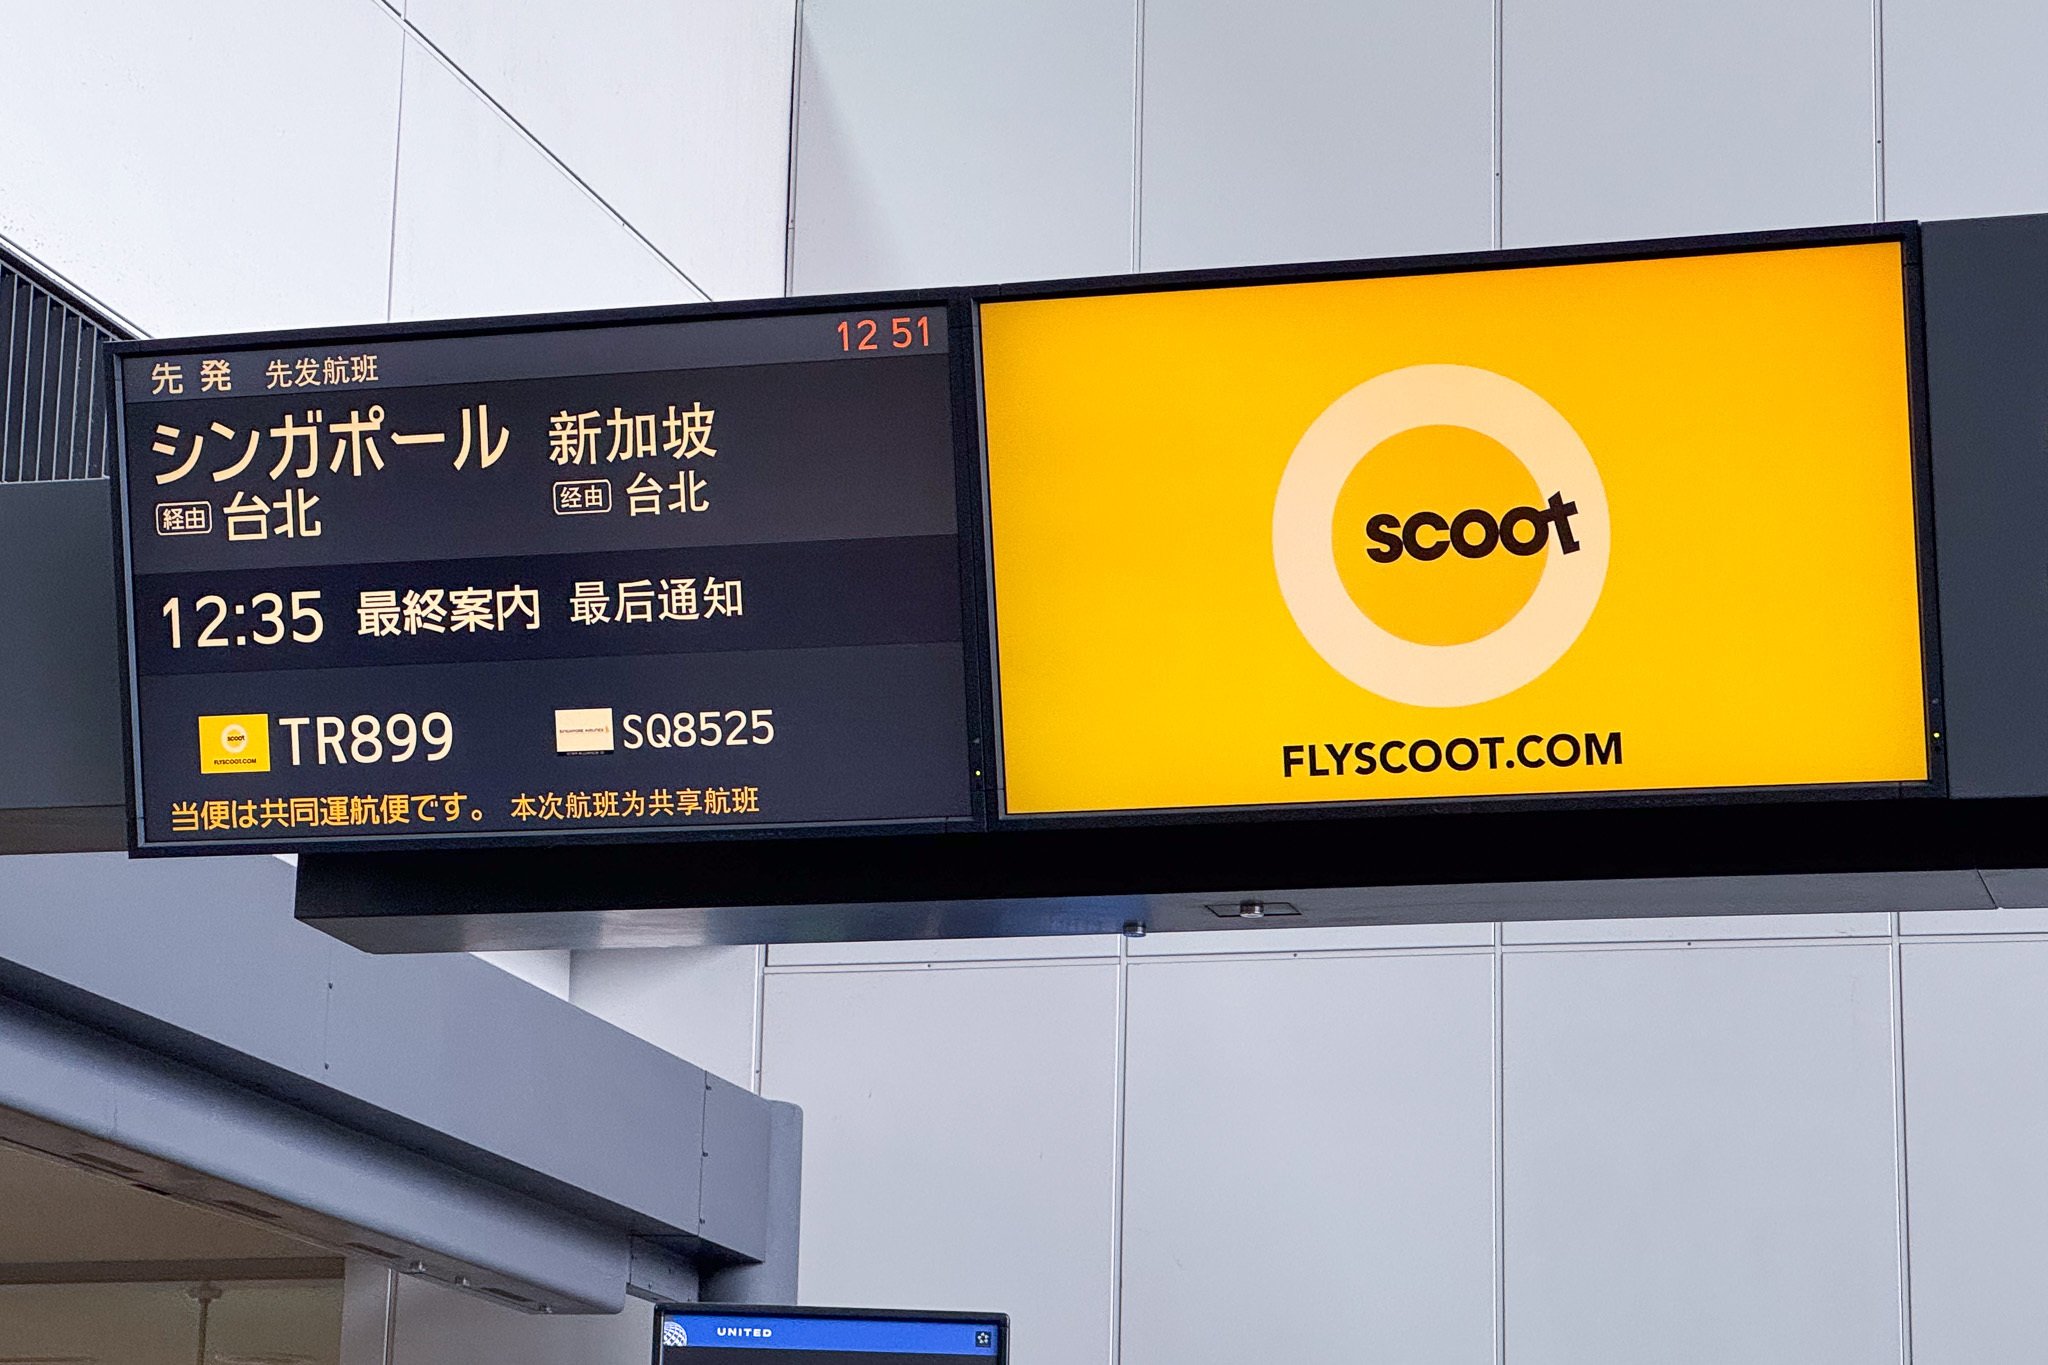 先発 先发航班 12 51
シンガポール 新加坡
経由 台北 经由 台北
12:35 最終案内 最后通知
scoot
FLYSCOOT.COM
TR899
SINGAPORE AIRLINES
SQ8525
当便は共同運航便です。 本次航班为共享航班
scoot
FLYSCOOT.COM
UNITED